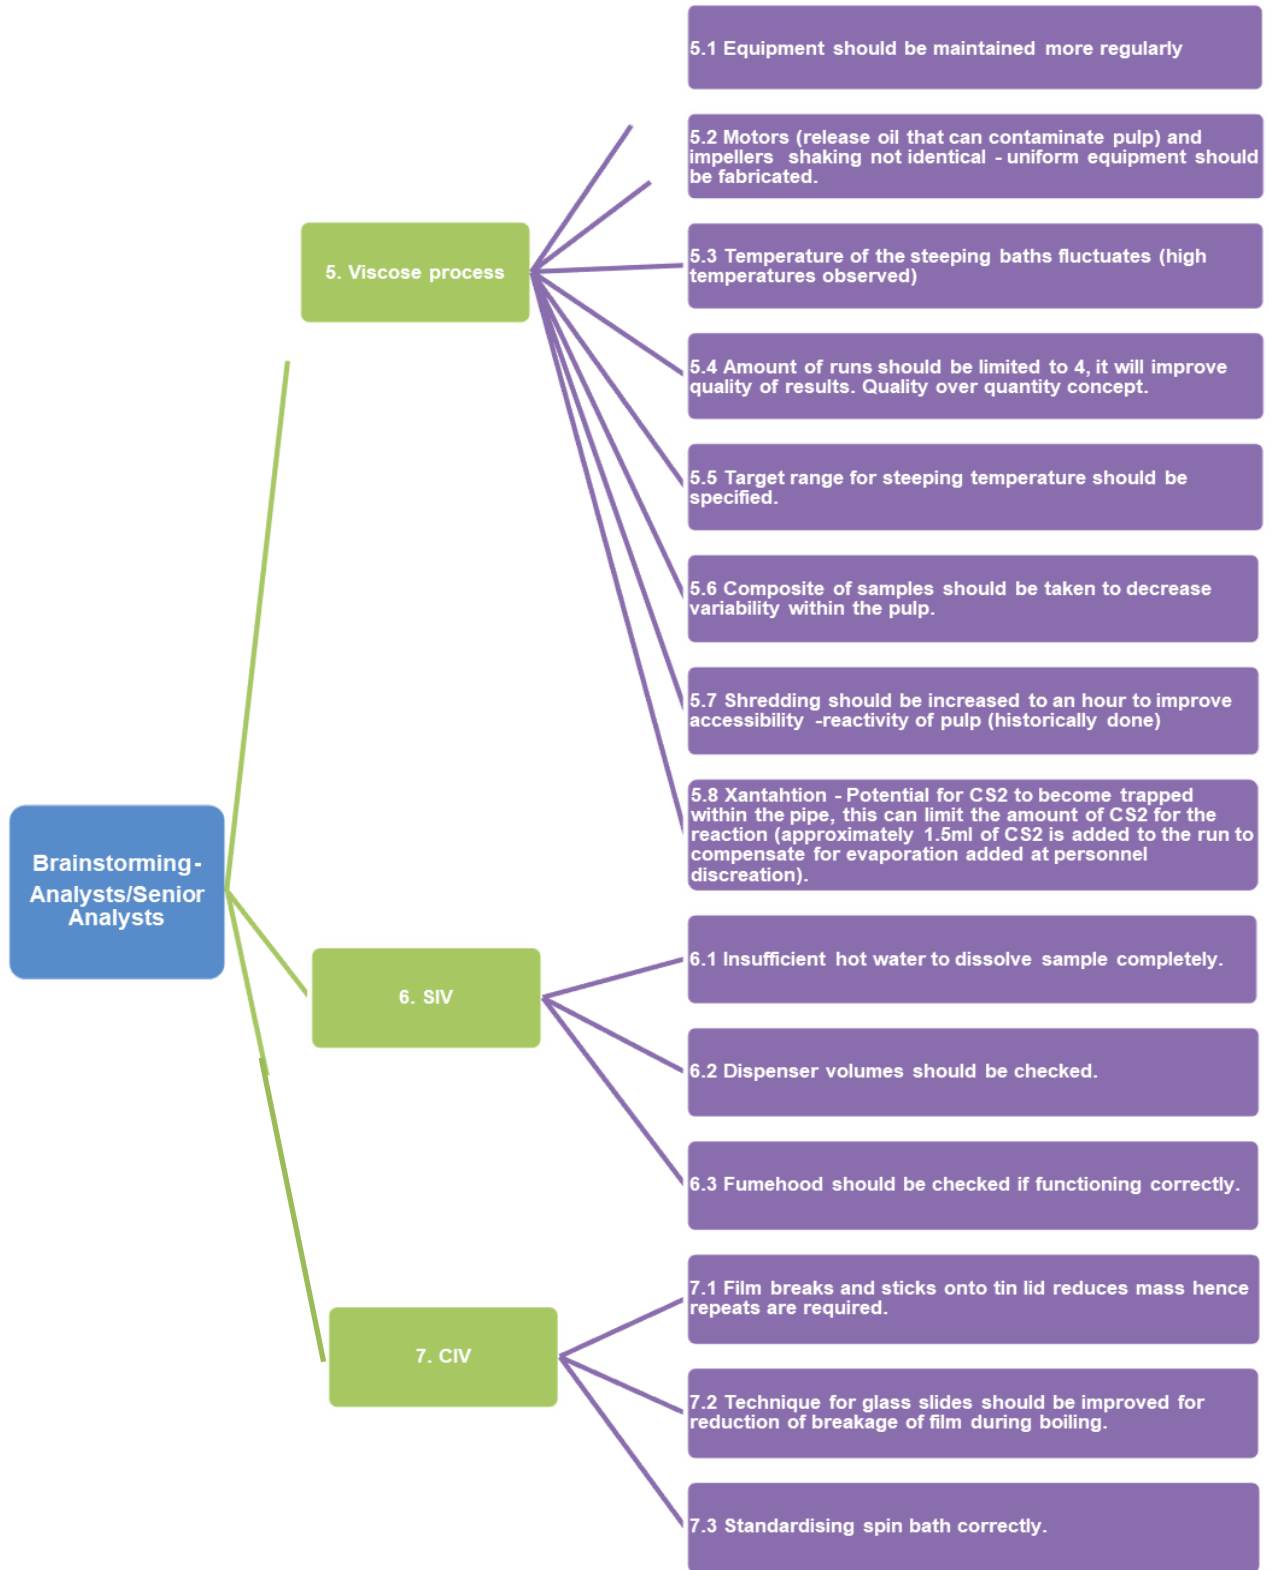 5.1 Equipment should be maintained more regularly
5.2 Motors (release oil that can contaminate pulp) and
impellers shaking not identical - uniform equipment should
be fabricated.
5. Viscose process
5.3 Temperature of the steeping baths fluctuates (high
temperatures observed)
5.4 Amount of runs should be limited to 4, it will improve
quality of results. Quality over quantity concept.
5.5 Target range for steeping temperature should be
specified.
5.6 Composite of samples should be taken to decrease
variability within the pulp.
5.7 Shredding should be increased to an hour to improve
accessibility -reactivity of pulp (historically done)
5.8 Xantahtion - Potential for CS2 to become trapped
within the pipe, this can limit the amount of CS2 for the
reaction (approximately 1.5ml of CS2 is added to the run to
compensate for evaporation added at personnel
discreation).
Brainstorming-
Analysts/Senior
Analysts
6. SIV
6.1 Insufficient hot water to dissolve sample completely.
6.2 Dispenser volumes should be checked.
6.3 Fumehood should be checked if functioning correctly.
7. CIV
7.1 Film breaks and sticks onto tin lid reduces mass hence
repeats are required.
7.2 Technique for glass slides should be improved for
reduction of breakage of film during boiling.
7.3 Standardising spin bath correctly.